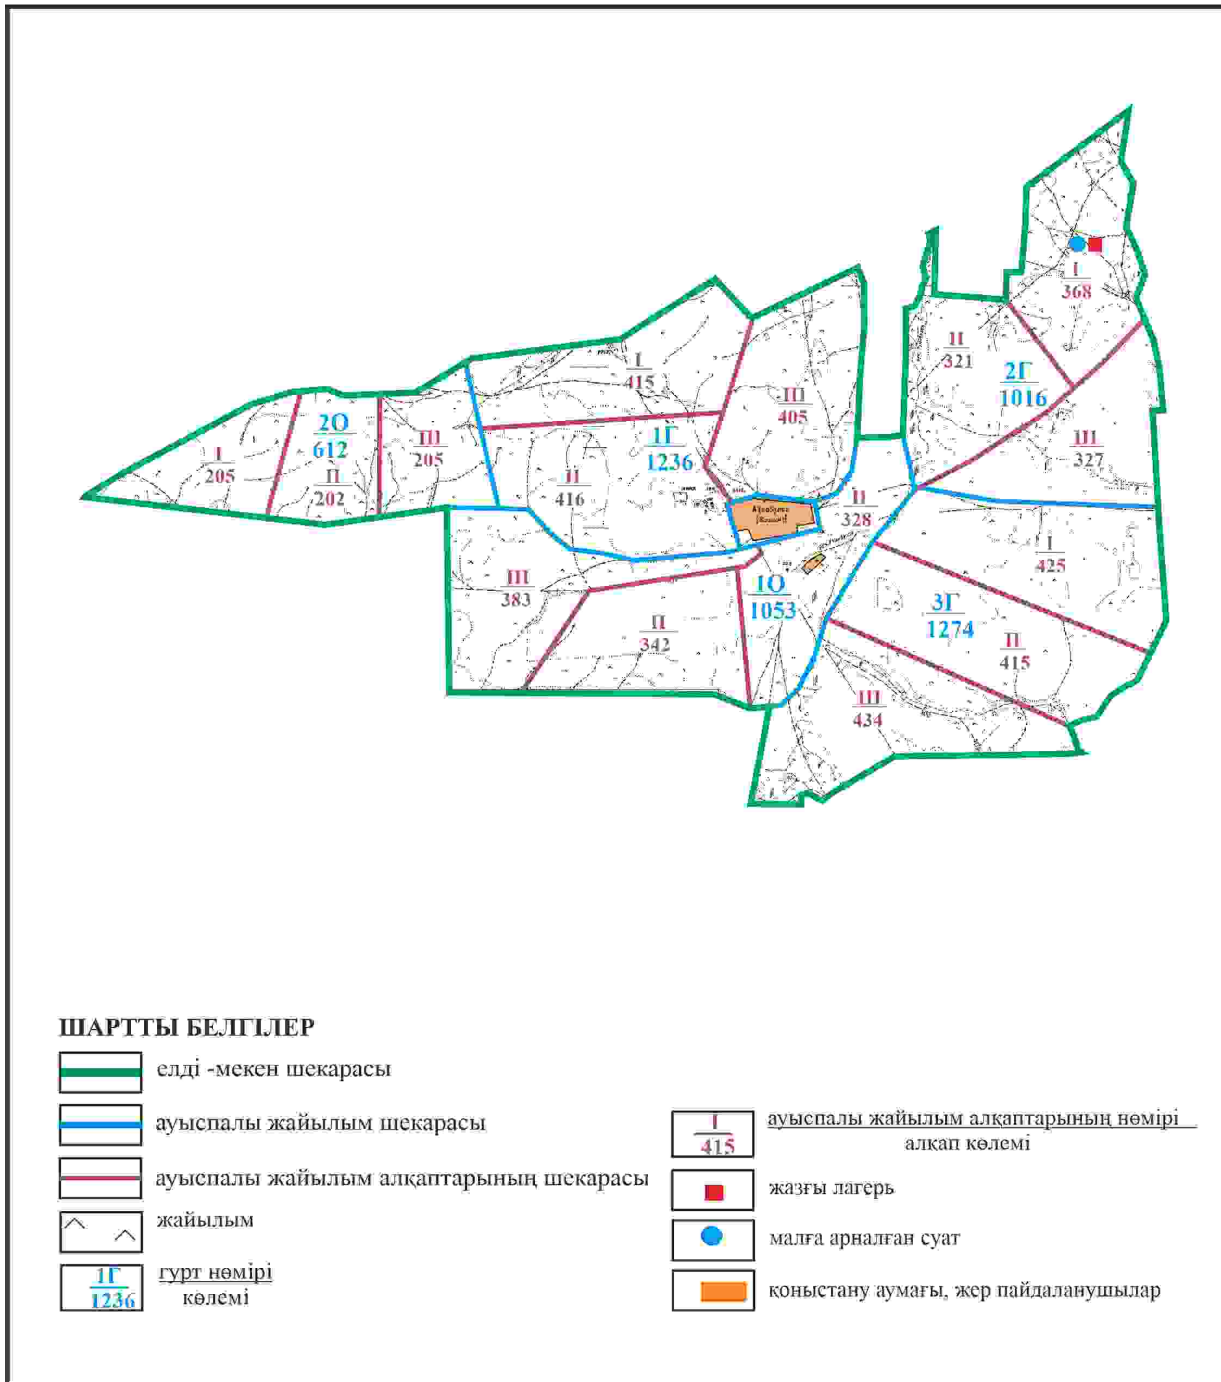 I
368
II
321
2Г
1016
I
415
III
405
III
327
2О
612
III
205
1Г
1236
I
205
II
202
II
416
II
328
I
425
III
383
1О
1053
3Г
1274
II
342
II
415
III
434
ШАРТТЫ БЕЛГІЛЕР
елді -мекен шекарасы
ауыспалы жайылым шекарасы
ауыспалы жайылым алқаптарының шекарасы
жайылым
1Г
1236
гурт нөмірі
көлемі
I
415
ауыспалы жайылым алқаптарының нөмірі
алқап көлемі
жазғы лагерь
малға арналған суат
қоныстану аумағы, жер пайдаланушылар